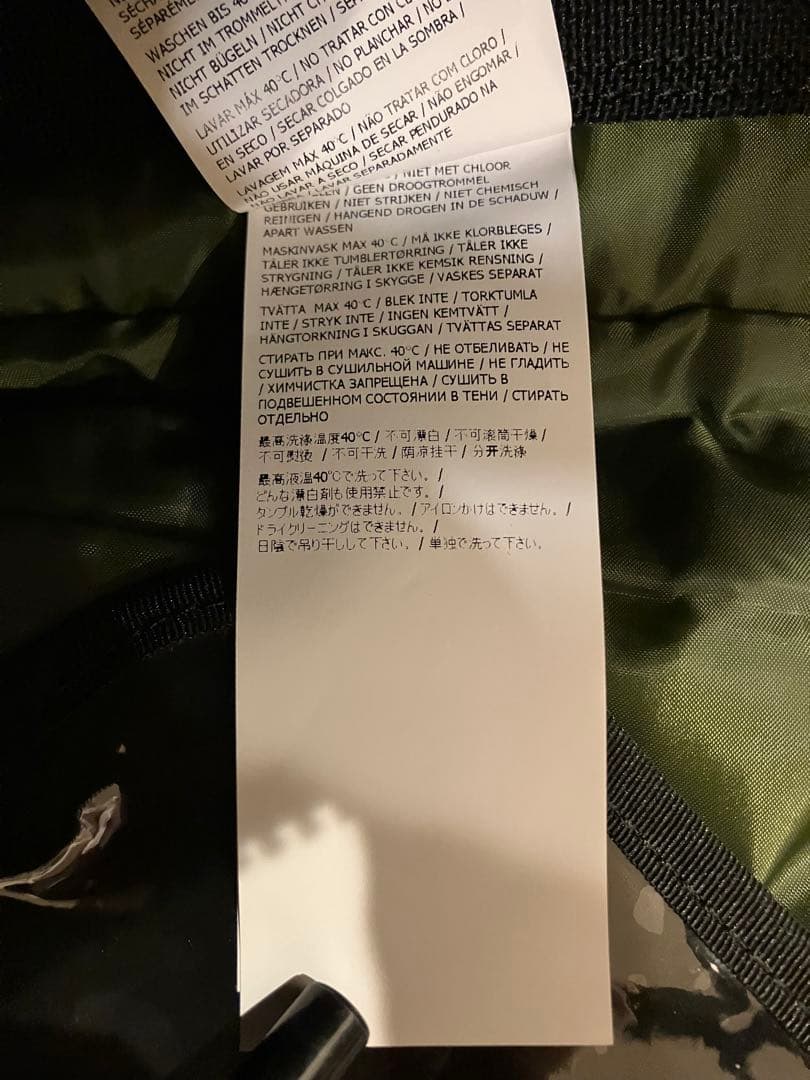 SÉPARÉMEN
WASCHEN BIS 40
NICHT IM TROMMELT
NICHT BÜGELN / NICHT CH
IM SCHATTEN TROCKNEN / SEP
LAVAR MÁX 40°C / NO TRATAR CON CL
UTILIZAR SECADORA / NO PLANCHAR / NO
EN SECO / SECAR COLGADO EN LA SOMBRA /
LAVAR POR SEPARADO
LAVAGEM MÁX 40°C / NÃO TRATAR COM CLORO /
NÃO USAR MÁQUINA DE SECAR / NÃO ENGOMAR /
NÃO LAVAR A SECO / SECAR PENDURADO NA
LAVAR SEPARADAMENTE
/ NIET MET CHLOOR
/ GEEN DROOGTROMMEL
GEBRUIKEN / NIET STRIJKEN / NIET CHEMISCH
REINIGEN / HANGEND DROGEN IN DE SCHADUW /
APART WASSEN
MASKINVASK MAX 40°C / MÅ IKKE KLORBLEGES /
TÅLER IKKE TUMBLERTØRRING / TÅLER IKKE
STRYGNING / TÅLER IKKE KEMSIK RENSNING /
HÆNGETØRRING I SKYGGE / VASKES SEPARAT
TVÄTTA MAX 40°C / BLEK INTE / TORKTUMLA
INTE / STRYK INTE / INGEN KEMTVÄTT /
HÄNGTORKNING I SKUGGAN / TVÄTTAS SEPARAT
СТИРАТЬ ПРИ МАКС. 40°C / НЕ ОТБЕЛИВАТЬ / НЕ
СУШИТЬ В СУШИЛЬНОЙ МАШИНЕ / НЕ ГЛАДИТЬ
/ ХИМЧИСТКА ЗАПРЕЩЕНА / СУШИТЬ В
ПОДВЕШЕННОМ СОСТОЯНИИ В ТЕНИ / СТИРАТЬ
ОТДЕЛЬНО
最高洗涤温度40°C / 不可漂白 / 不可滚筒干燥 /
不可熨烫 / 不可干洗 / 荫凉挂干 / 分开洗涤
最高液温40°Cで洗って下さい。/
どんな漂白剤も使用禁止です。/
タンブル乾燥ができません。/ アイロンかけはできません。/
ドライクリーニングはできません。/
日陰で吊り干しして下さい。/ 単独で洗って下さい。